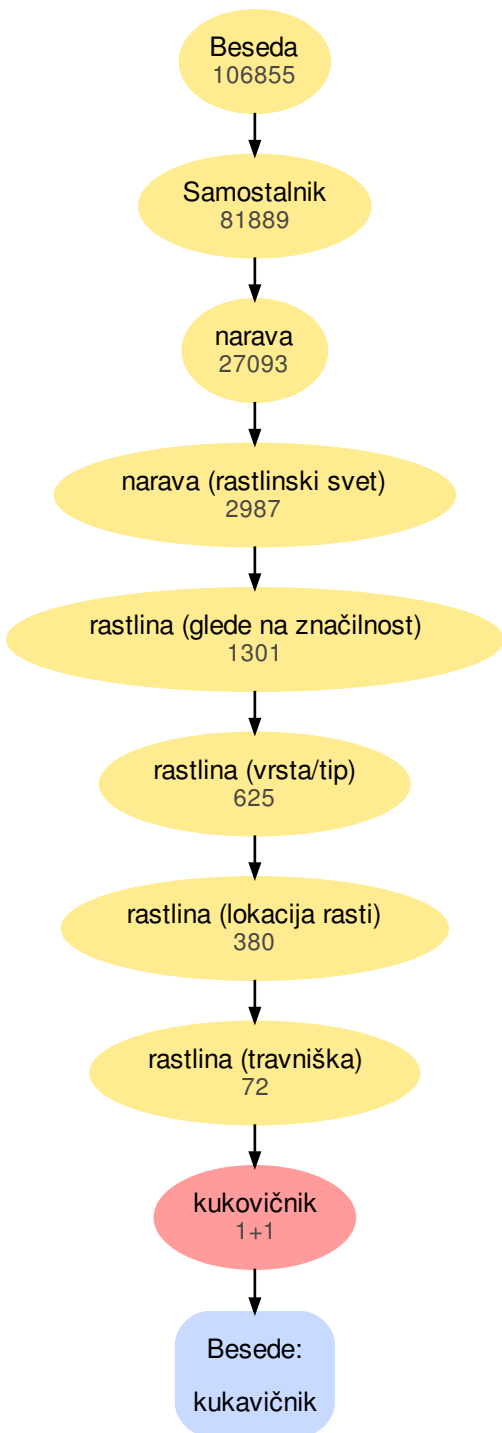 Beseda
106855
Samostalnik
81889
narava
27093
narava (rastlinski svet)
2987
rastlina (glede na značilnost)
1301
rastlina (vrsta/tip)
625
rastlina (lokacija rasti)
380
rastlina (travniška)
72
kukovičnik
1+1
Besede:
kukavičnik